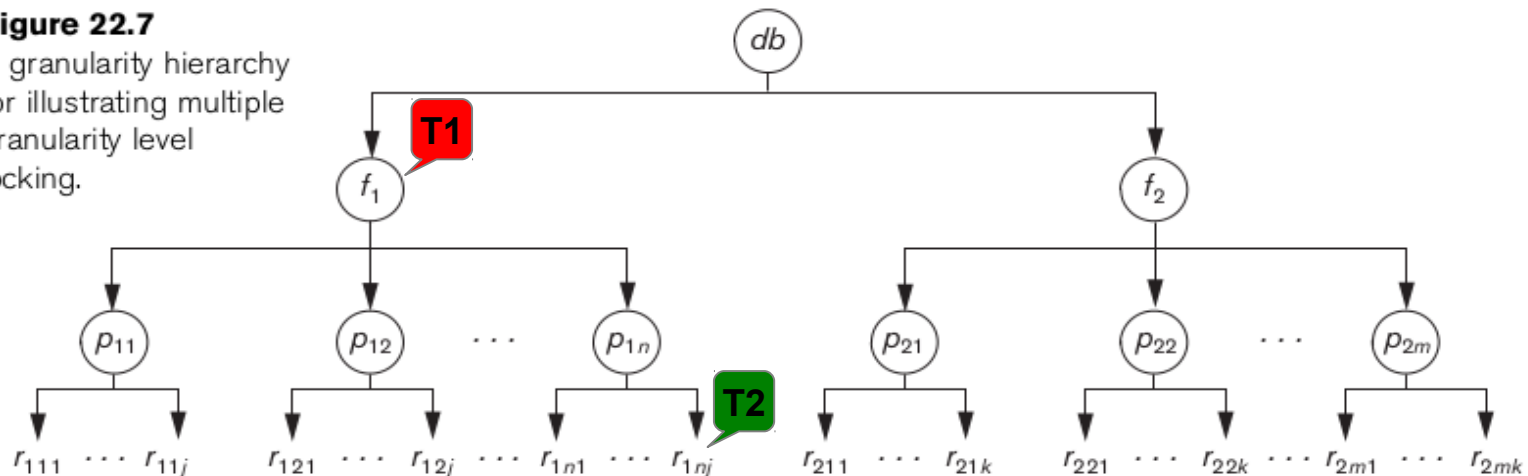 igure 22.7
granularity hierarchy
or illustrating multiple
ranularity level
ocking.
db
T1
f1 f2
p11 p12 . . . p1n p21 p22 . . . p2m
T2
r111 . . . r11j r121 . . . r12j . . . r1n1 . . . r1nj r211 . . . r21k r221 . . . r22k . . . r2m1 . . . r2mk